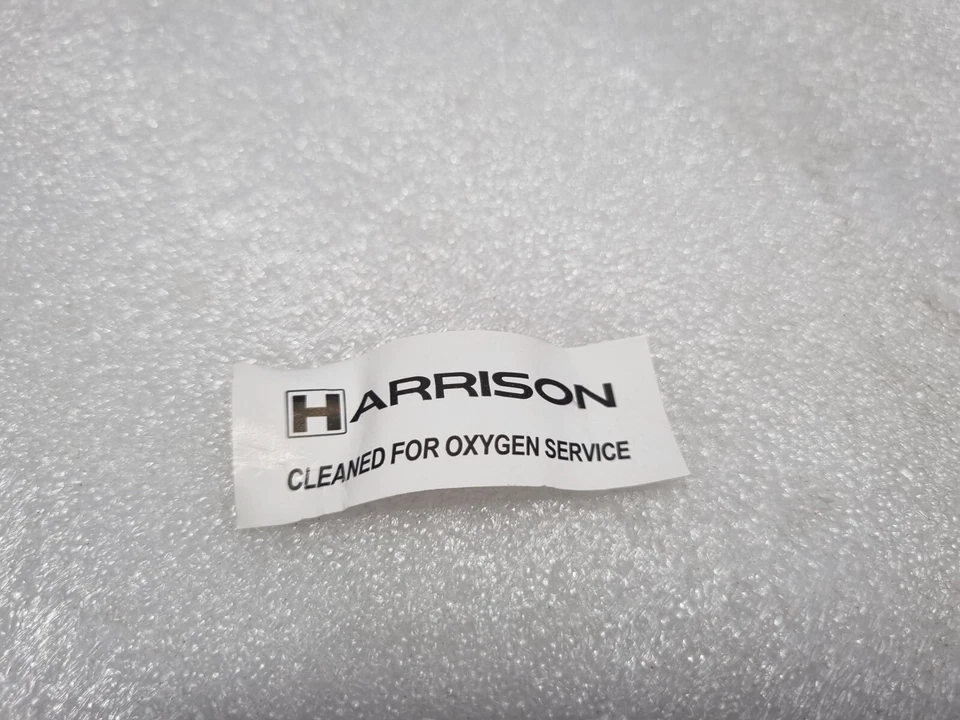 HARRISON
CLEANED FOR OXYGEN SERVICE